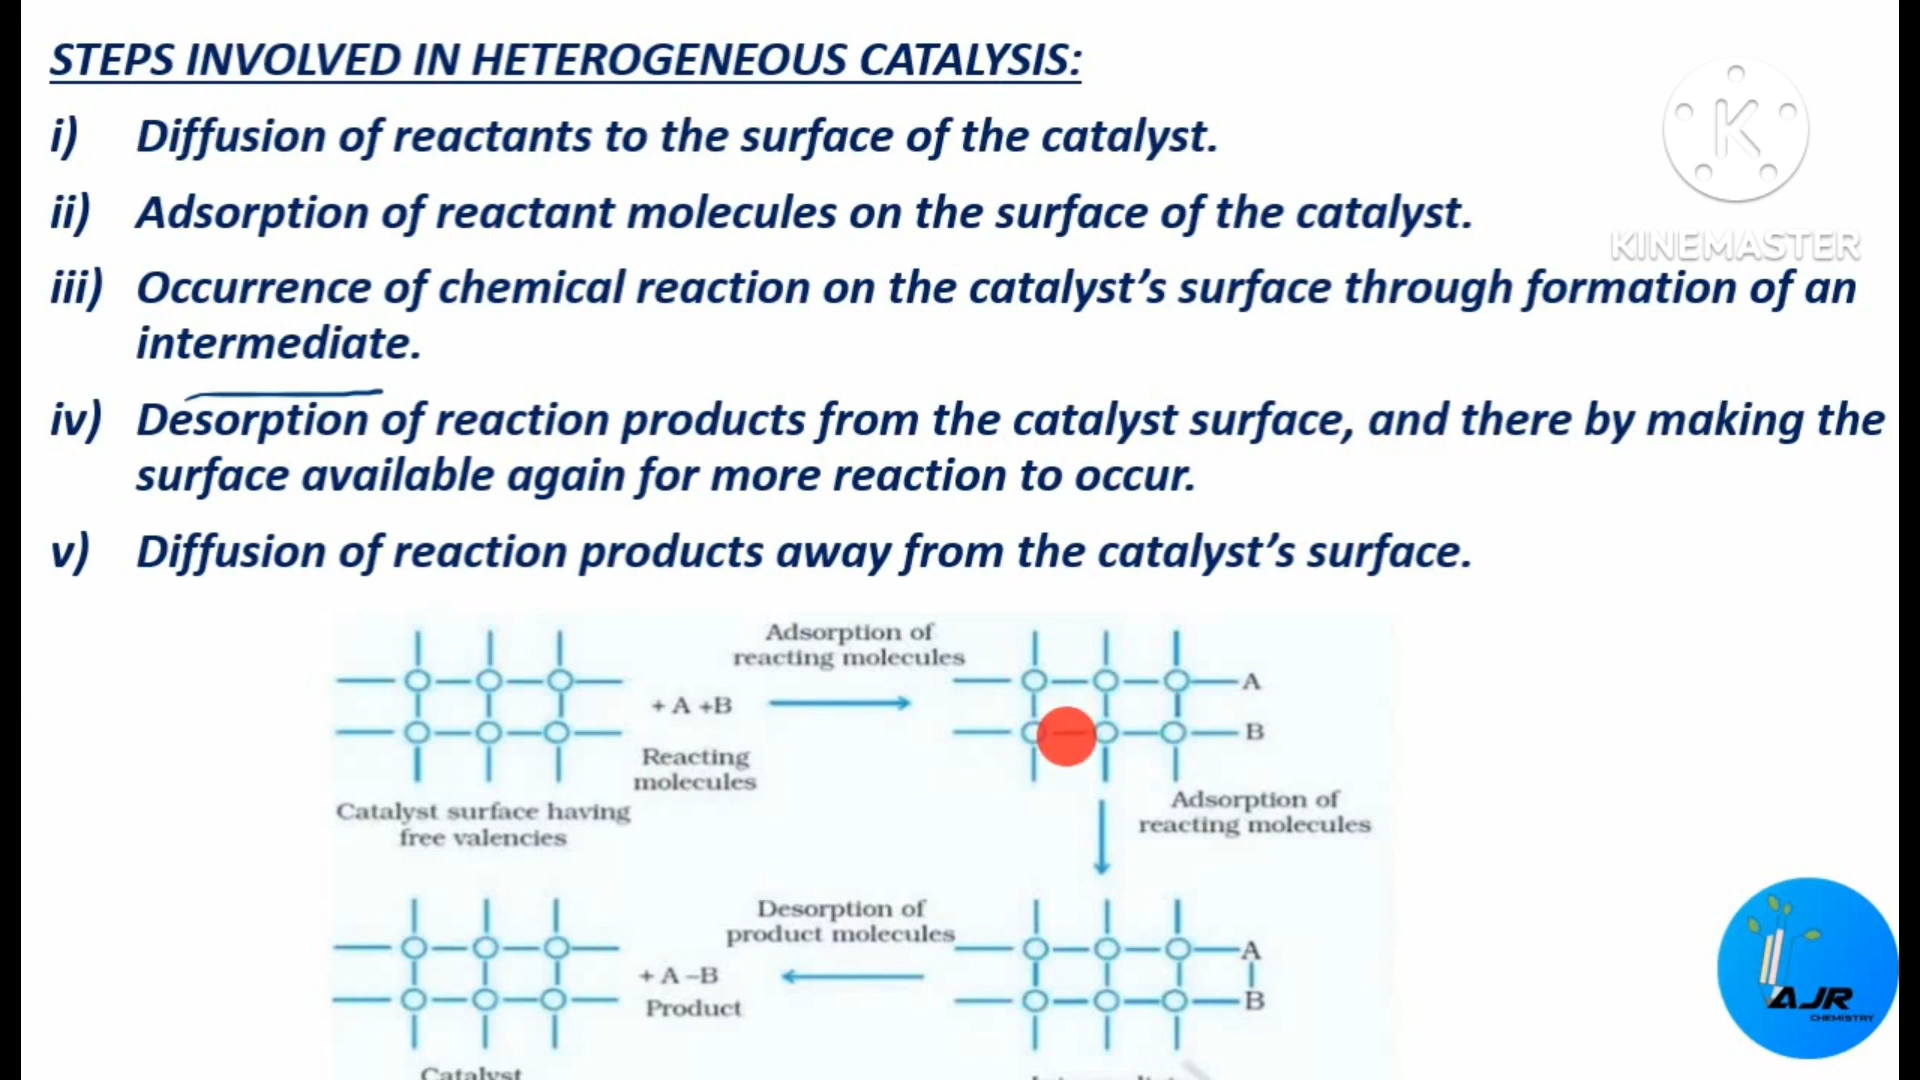 STEPS INVOLVED IN HETEROGENEOUS CATALYSIS:
i) Diffusion of reactants to the surface of the catalyst.
ii) Adsorption of reactant molecules on the surface of the catalyst.
iii) Occurrence of chemical reaction on the catalyst’s surface through formation of an
intermediate.
iv) Desorption of reaction products from the catalyst surface, and there by making the
surface available again for more reaction to occur.
v) Diffusion of reaction products away from the catalyst’s surface.
K
KINEMASTER
Adsorption of
reacting molecules
+ A +B
Reacting
molecules
Catalyst surface having
free valencies
A
B
Adsorption of
reacting molecules
Desorption of
product molecules
+ A –B
Product
A
B
Catalyst
AJR
CHEMISTRY